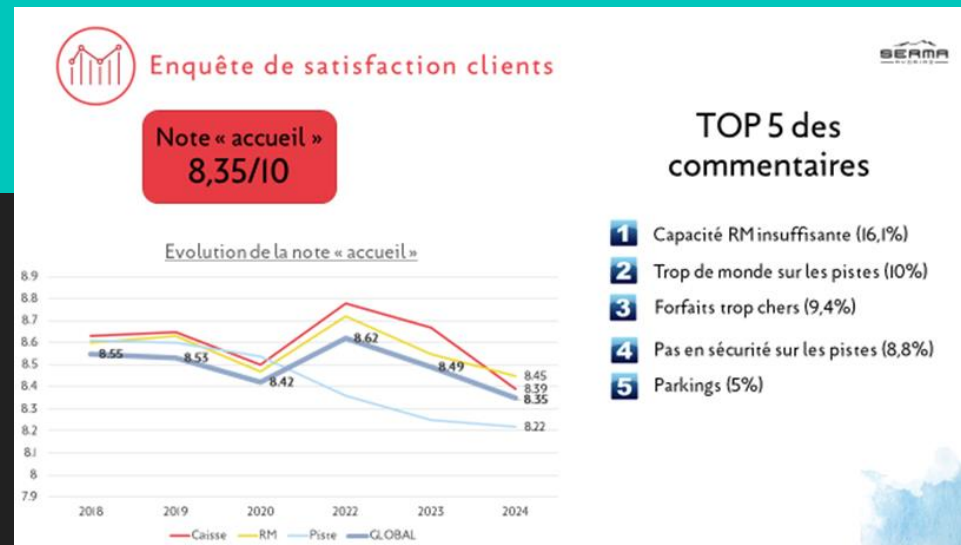 Enquête de satisfaction clients
SERMA
AVORIAZ
Note « accueil »
8,35/10
TOP 5 des
commentaires
1 Capacité RM insuffisante (16,1%)
2 Trop de monde sur les pistes (10%)
3 Forfaits trop chers (9,4%)
4 Pas en sécurité sur les pistes (8,8%)
5 Parkings (5%)
Evolution de la note « accueil »
8.9
8.8
8.7
8.6
8.5
8.4
8.3
8.2
8.1
8
7.9
8.55
8.53
8.42
8.62
8.49
8.45
8.39
8.35
8.22
2018 2019 2020 2022 2023 2024
Caisse RM Piste GLOBAL